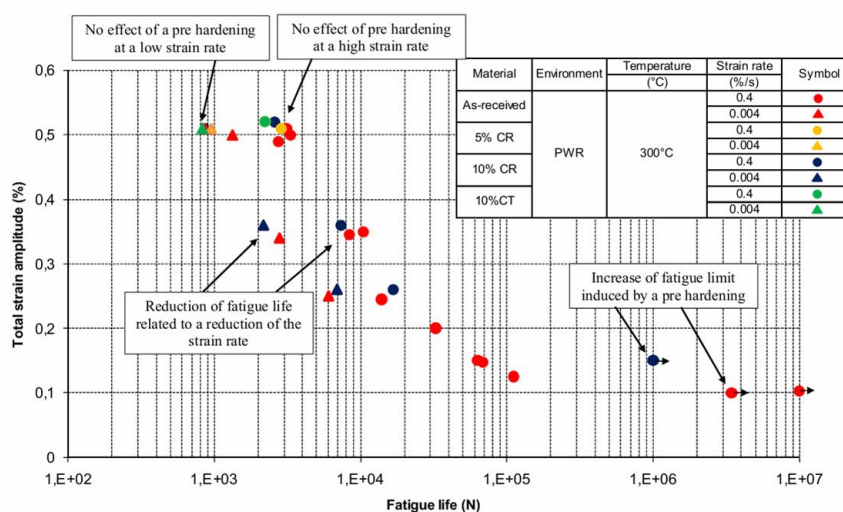 No effect of a pre hardening
at a low strain rate
No effect of pre hardening
at a high strain rate
Material Environment Temperature Strain rate Symbol
(°C) (%/s)
As-received PWR 300°C 0.4
0.004
5% CR 0.4
0.004
10% CR 0.4
0.004
10%CT 0.4
0.004
Total strain amplitude (%)
0,6
0,5
0,4
0,3
0,2
0,1
0
Reduction of fatigue life
related to a reduction of the
strain rate
Increase of fatigue limit
induced by a pre hardening
1,E+02 1,E+03 1,E+04 1,E+05 1,E+06 1,E+07
Fatigue life (N)